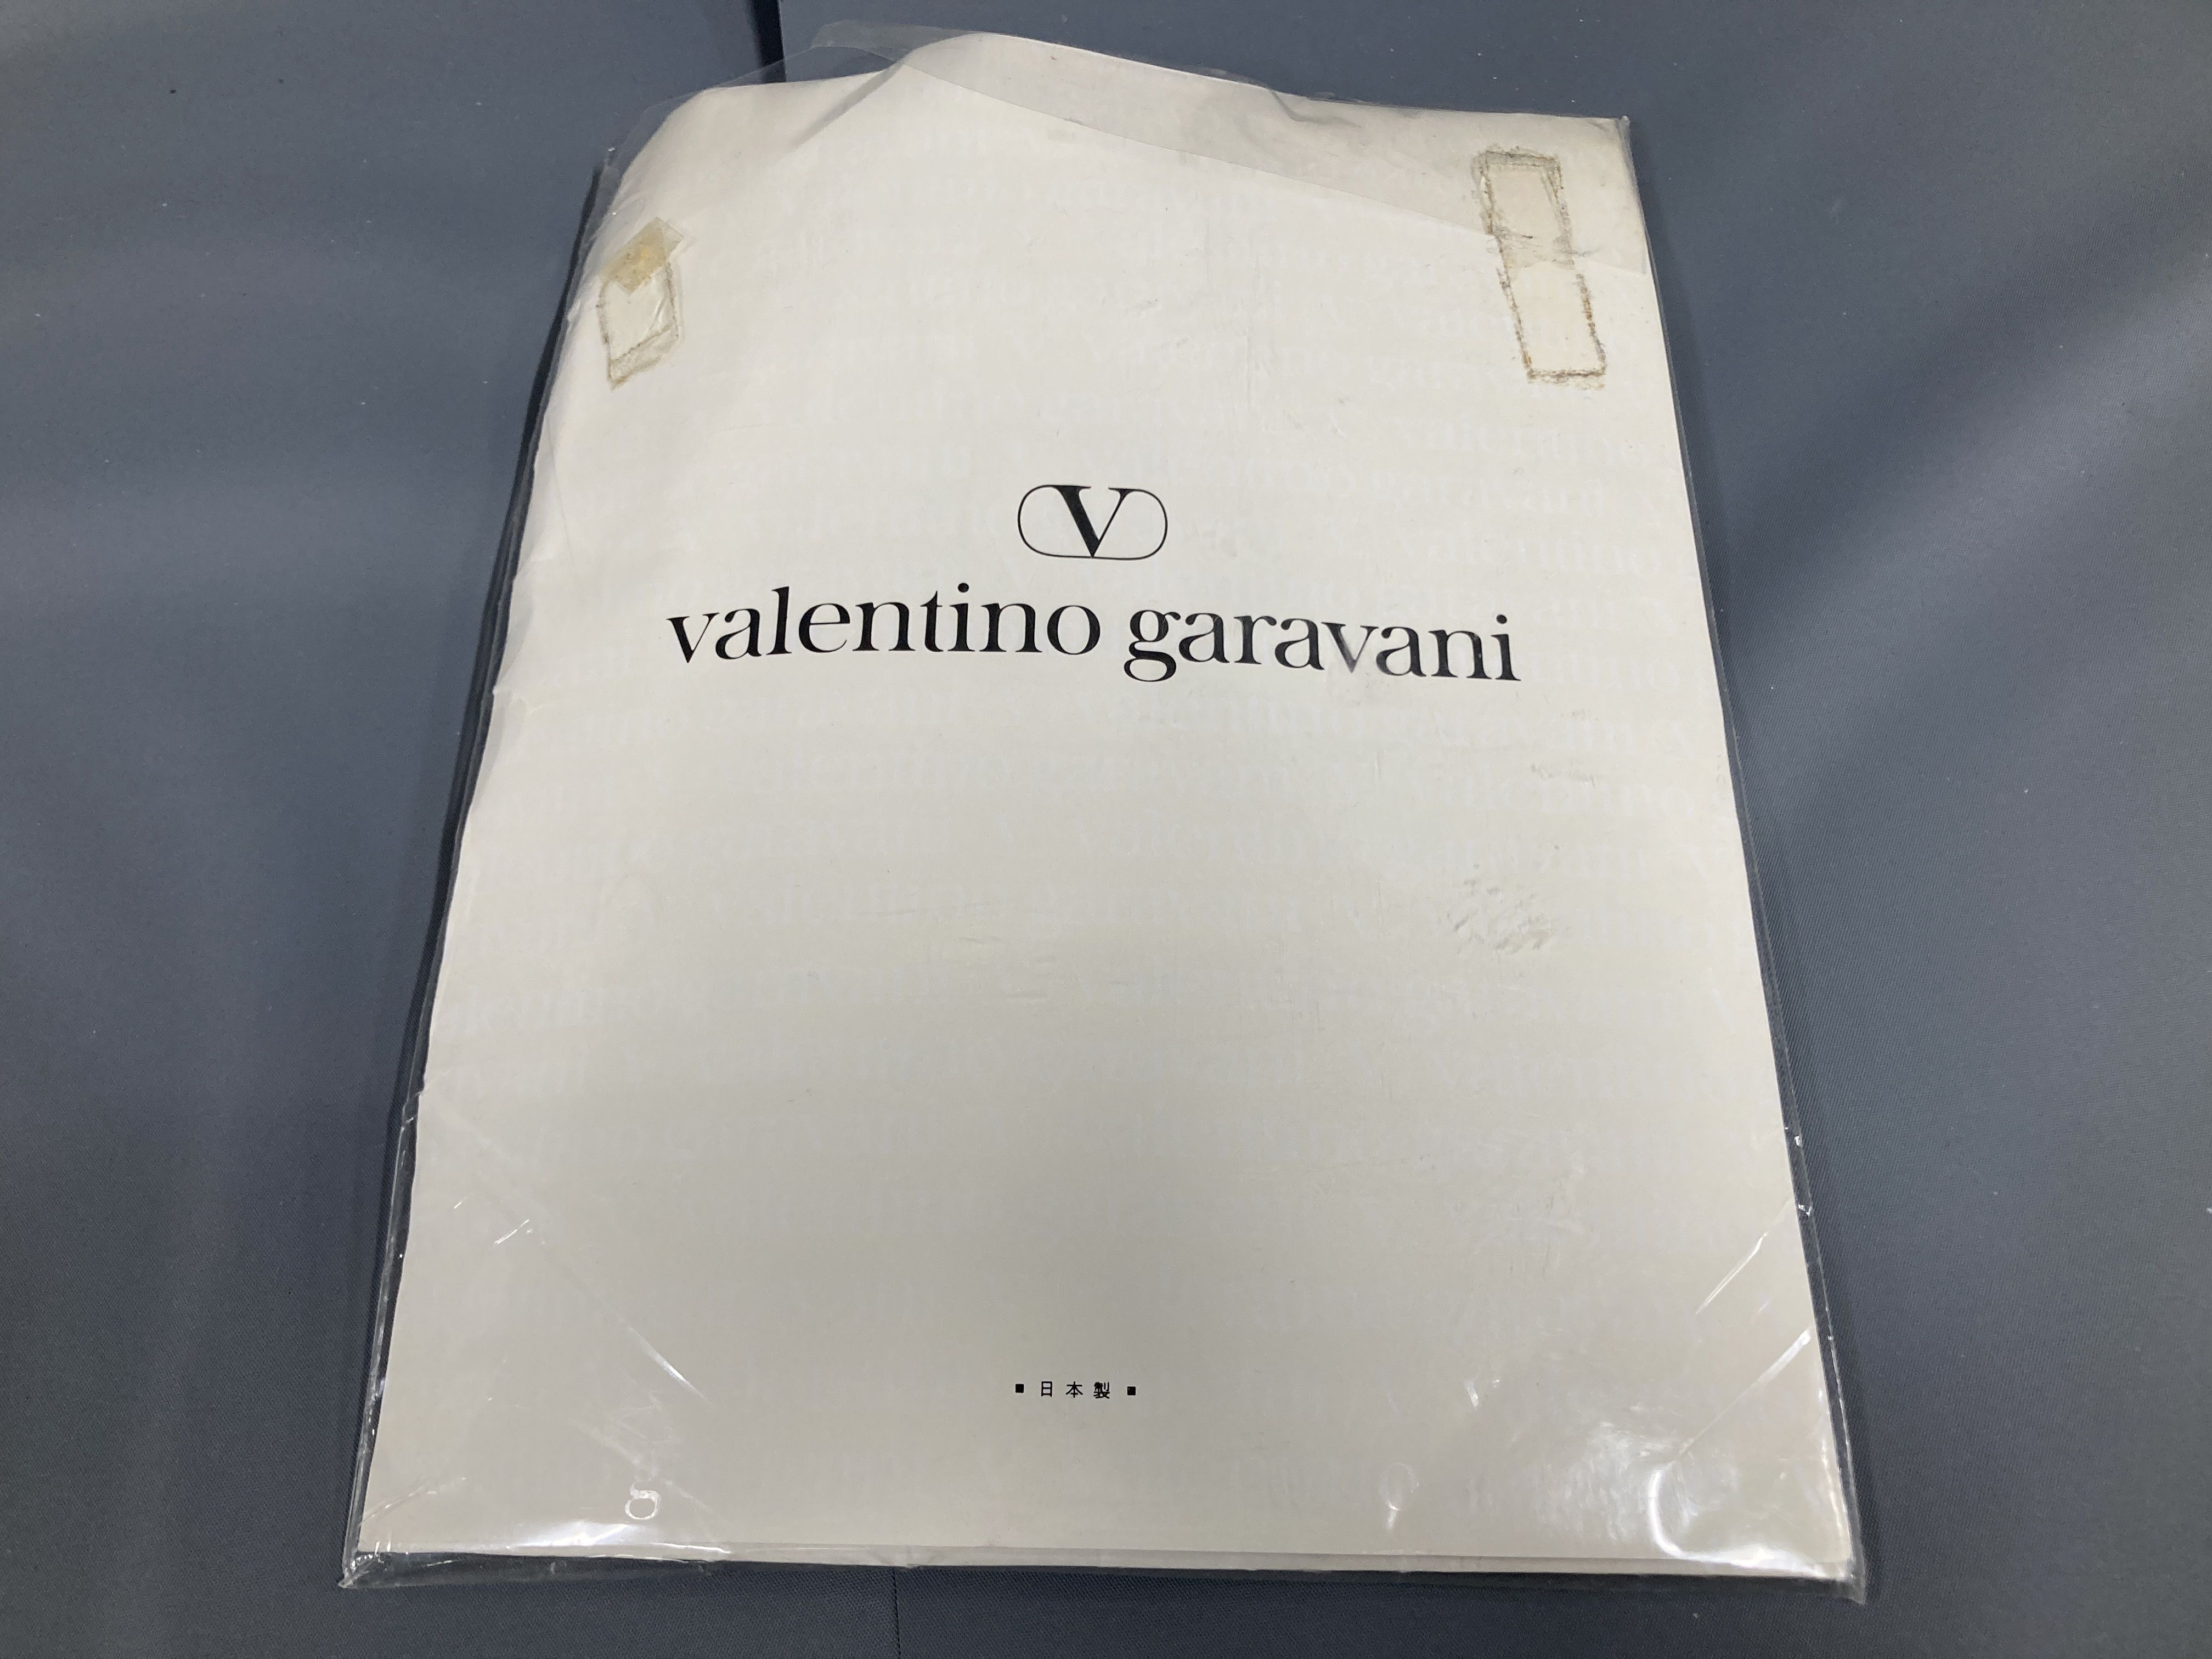 V
valentino garavani
▪日本製▪